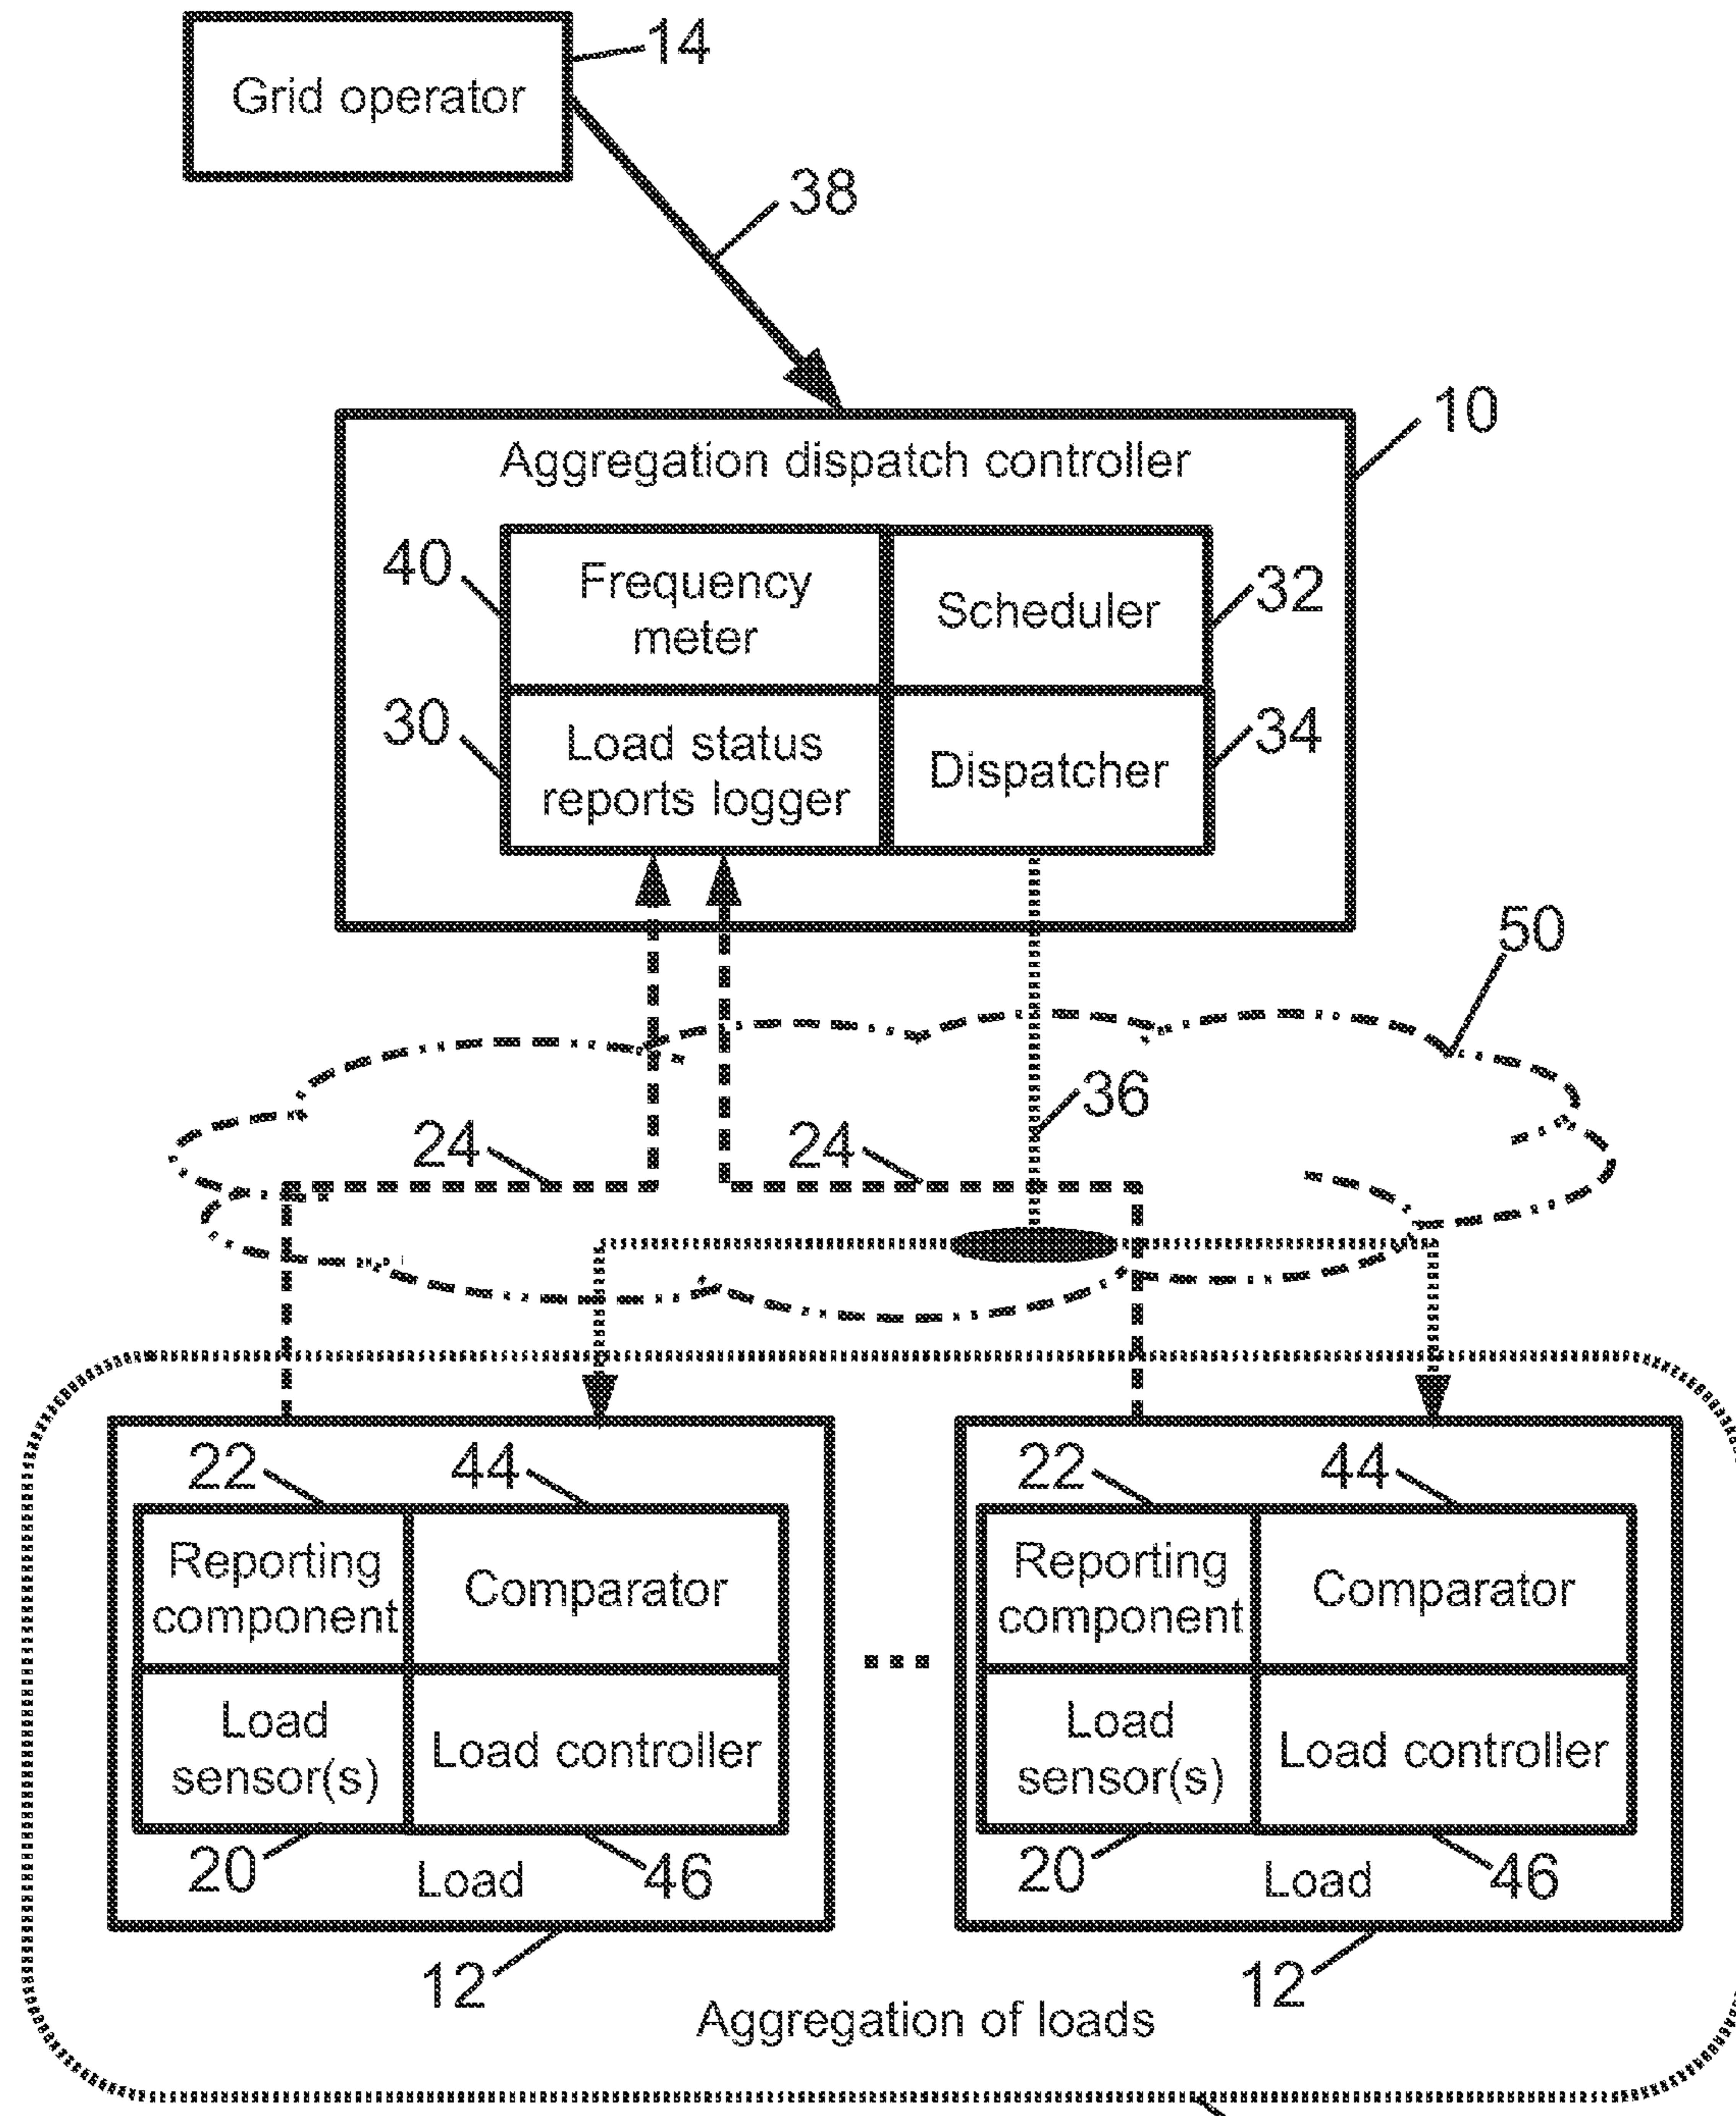 14
Grid operator
38
10
Aggregation dispatch controller
40
Frequency
meter
Scheduler
32
30
Load status
reports logger
Dispatcher
34
50
36
24
24
22
44
22
44
Reporting
component
Comparator
Reporting
component
Comparator
...
Load
sensor(s)
Load controller
Load
sensor(s)
Load controller
20
Load
46
20
Load
46
12
12
Aggregation of loads